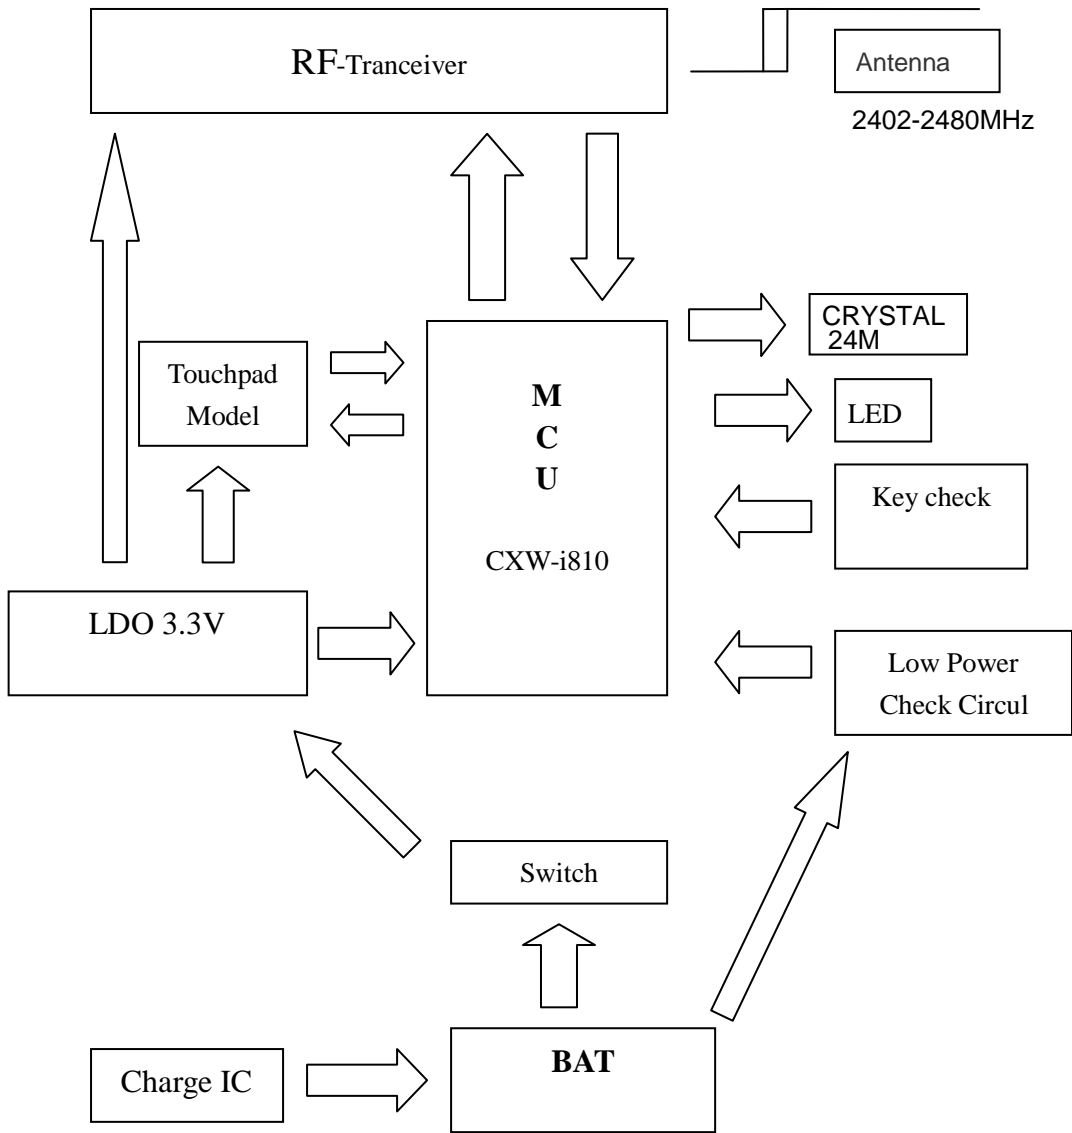 RF-Tranceiver
Antenna
2402-2480MHz
CRYSTAL
24M
Touchpad
Model
M
C
U
CXW-i810
LED
Key check
LDO 3.3V
Low Power
Check Circul
Switch
BAT
Charge IC